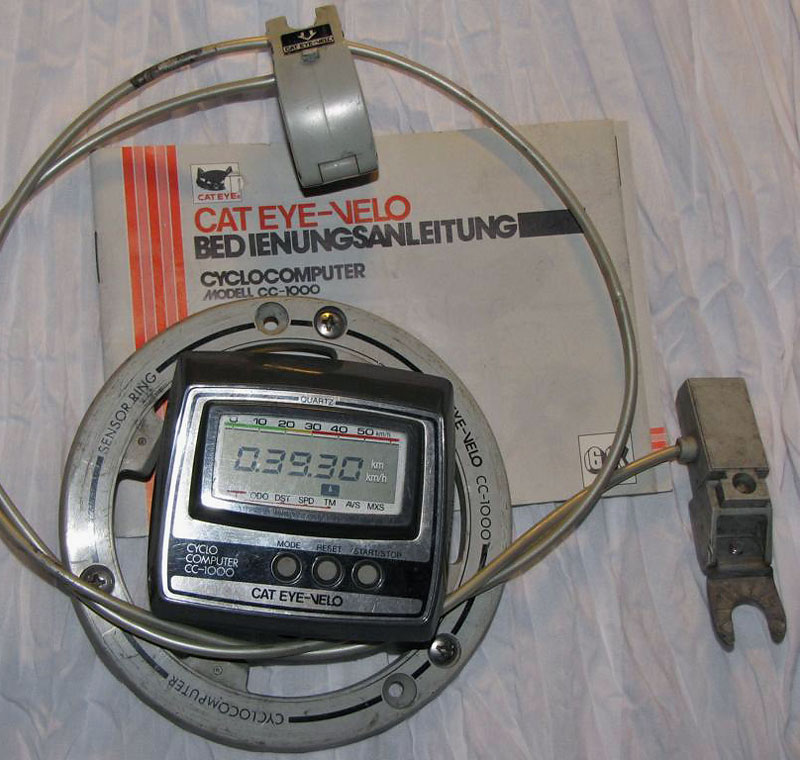 CAT EYE-VELO
CAT EYE
CAT EYE-VELO
BEDIENUNGSANLEITUNG
CYCLOCOMPUTER
MODELL CC-1000
SENSOR RING
EYE-VELO CC-1000
CYCLOCOMPUTER
QUARTZ
0 10 20 30 40 50 km/h
0.39.30 km
km/h
ODO DST SPD TM AVS MXS
MODE RESET START/STOP
CYCLO
COMPUTER
CC-1000
CAT EYE-VELO